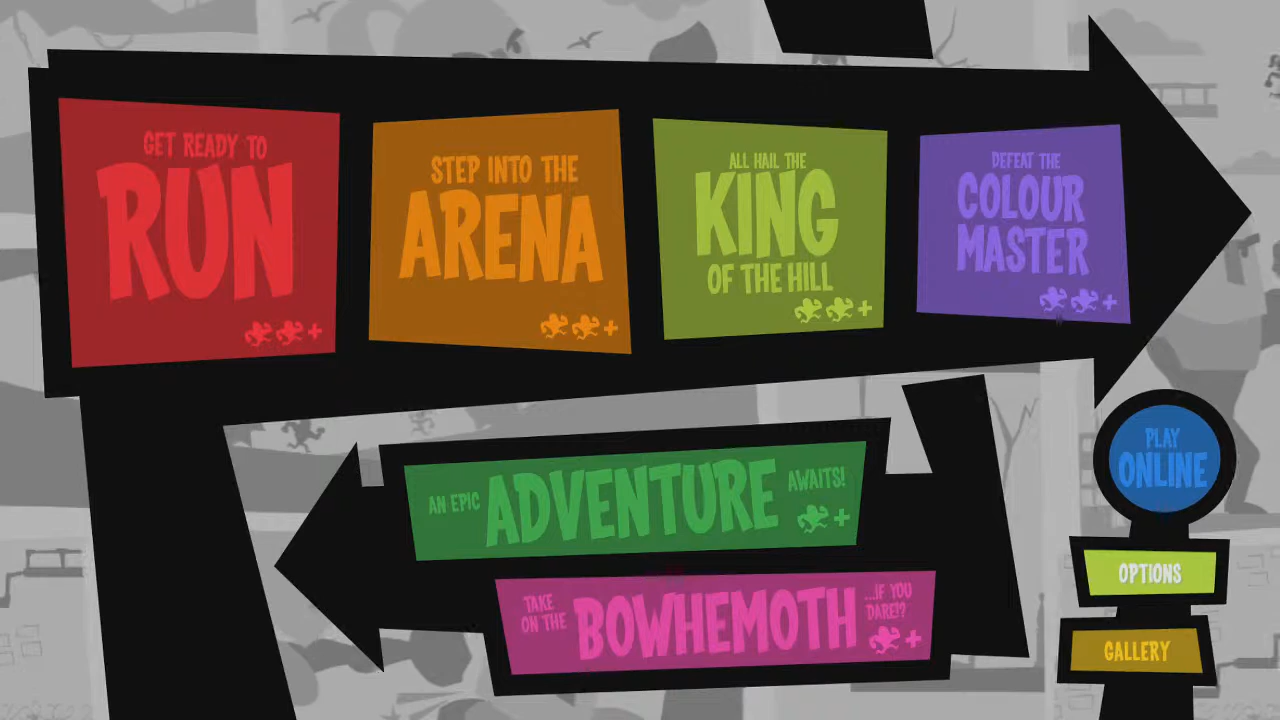 GET READY TO
RUN
+
STEP INTO THE
ARENA
+
ALL HAIL THE
KING
OF THE HILL
+
DEFEAT THE
COLOUR
MASTER
+
AN EPIC ADVENTURE AWAITS!
+
TAKE
ON THE
BOWHEMOTH
...IF YOU
DARE!?
+
PLAY
ONLINE
OPTIONS
GALLERY